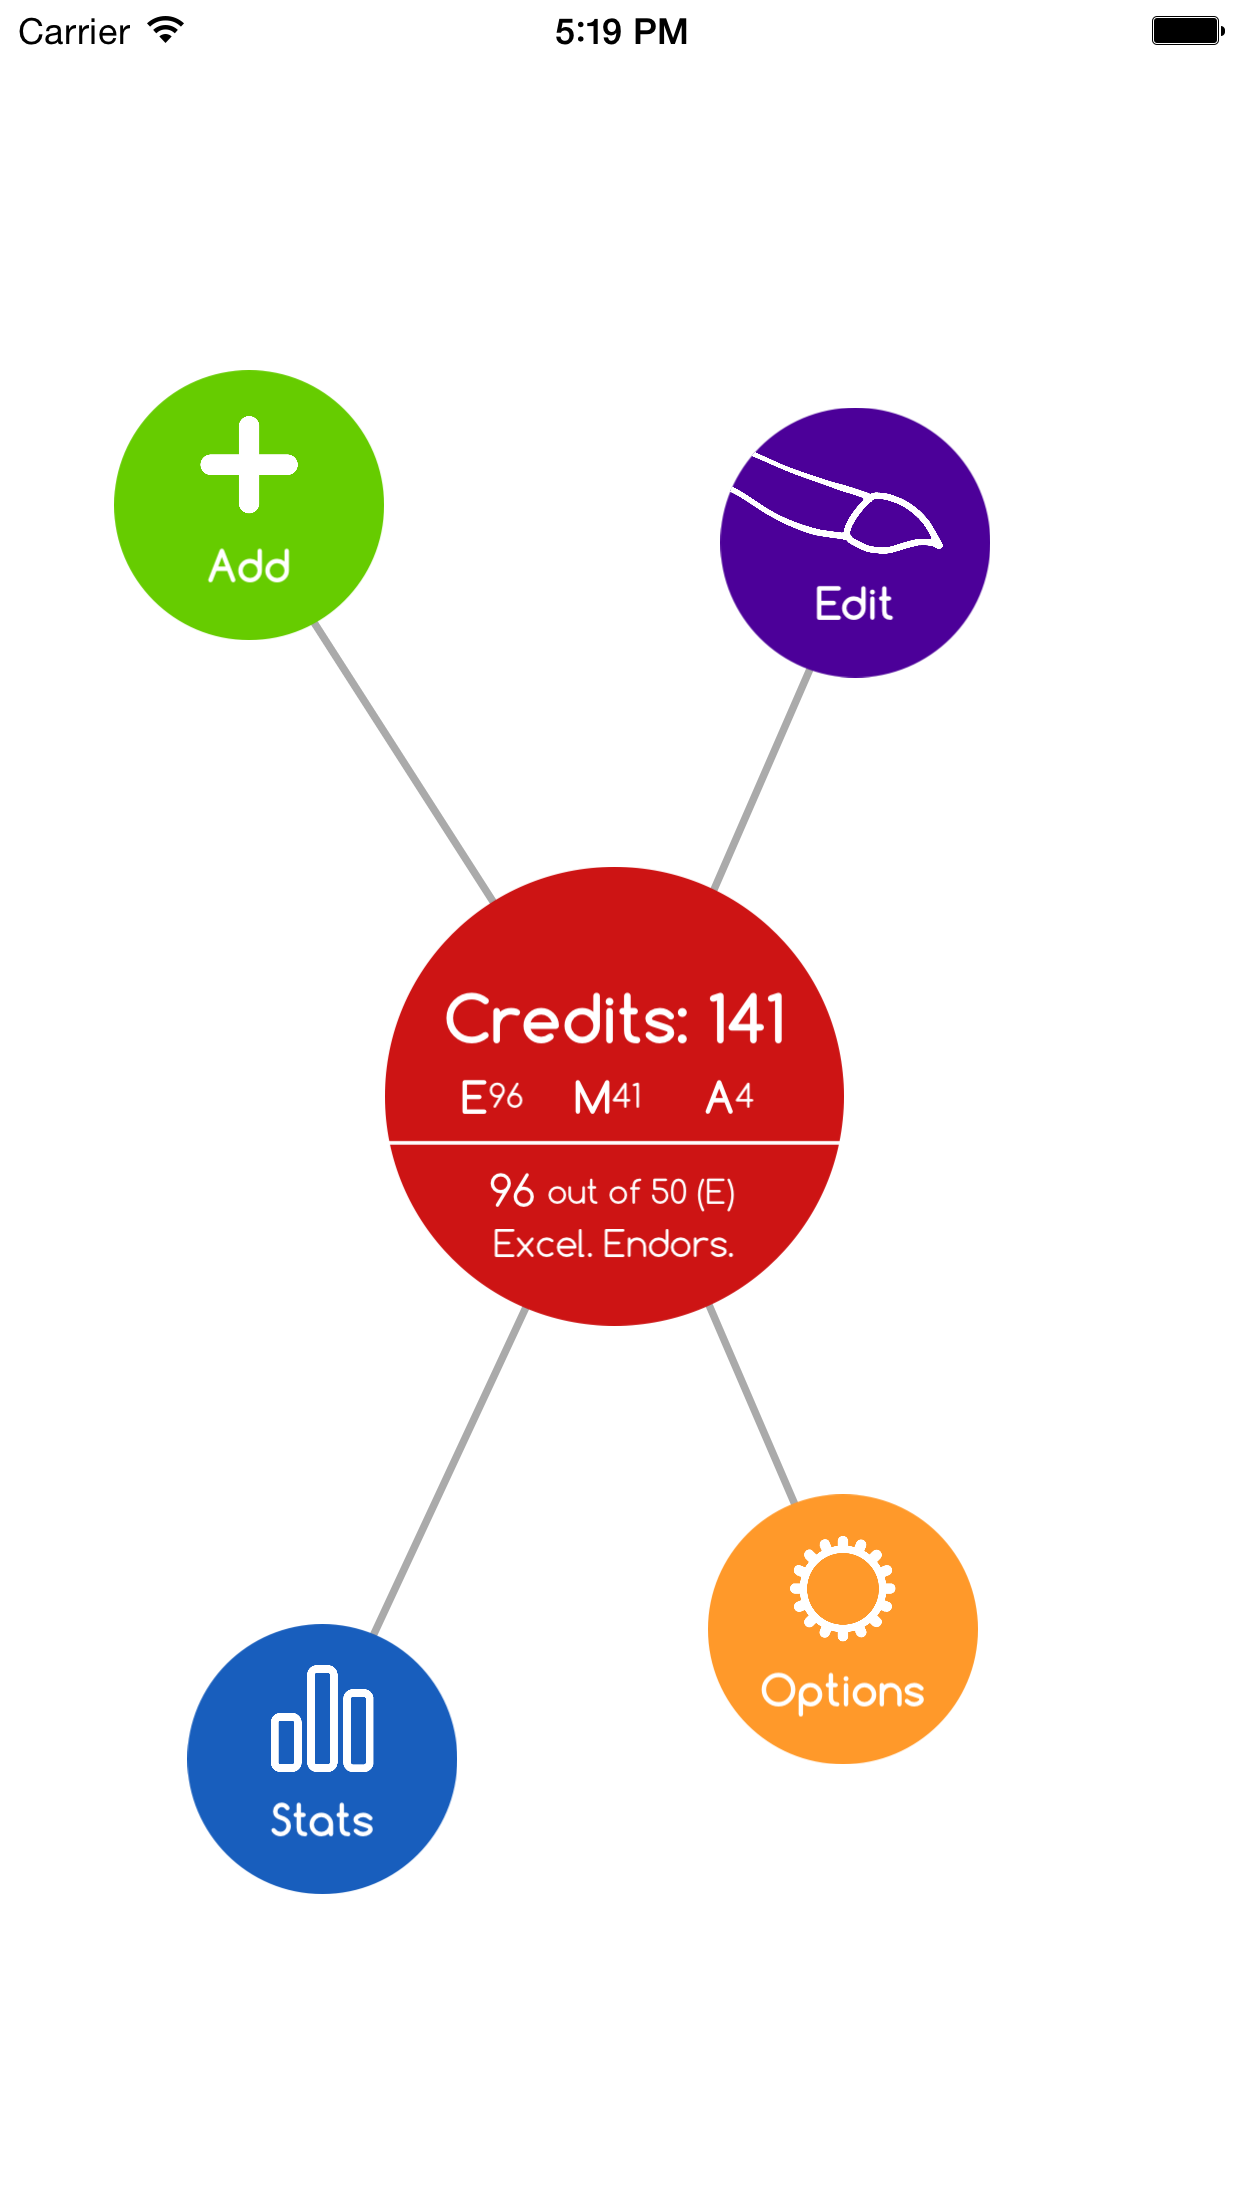 Carrier 5:19 PM
Add
Edit
Credits: 141
E96 M41 A4
96 out of 50 (E)
Excel. Endors.
Options
Stats